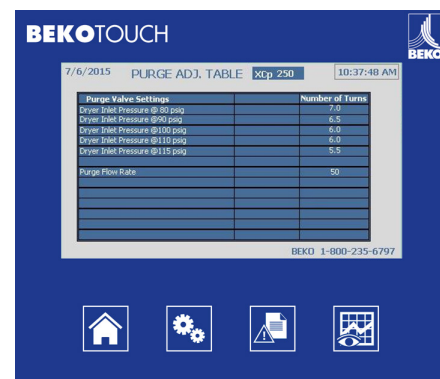 BEKOTOUCH
BEKO
7/6/2015 PURGE ADJ. TABLE XCp 250 10:37:48 AM
Purge Valve Settings Number of Turns
Dryer Inlet Pressure @ 80 psig 7.0
Dryer Inlet Pressure @90 psig 6.5
Dryer Inlet Pressure @100 psig 6.0
Dryer Inlet Pressure @110 psig 6.0
Dryer Inlet Pressure @115 psig 5.5
Purge Flow Rate 50
BEKO 1-800-235-6797